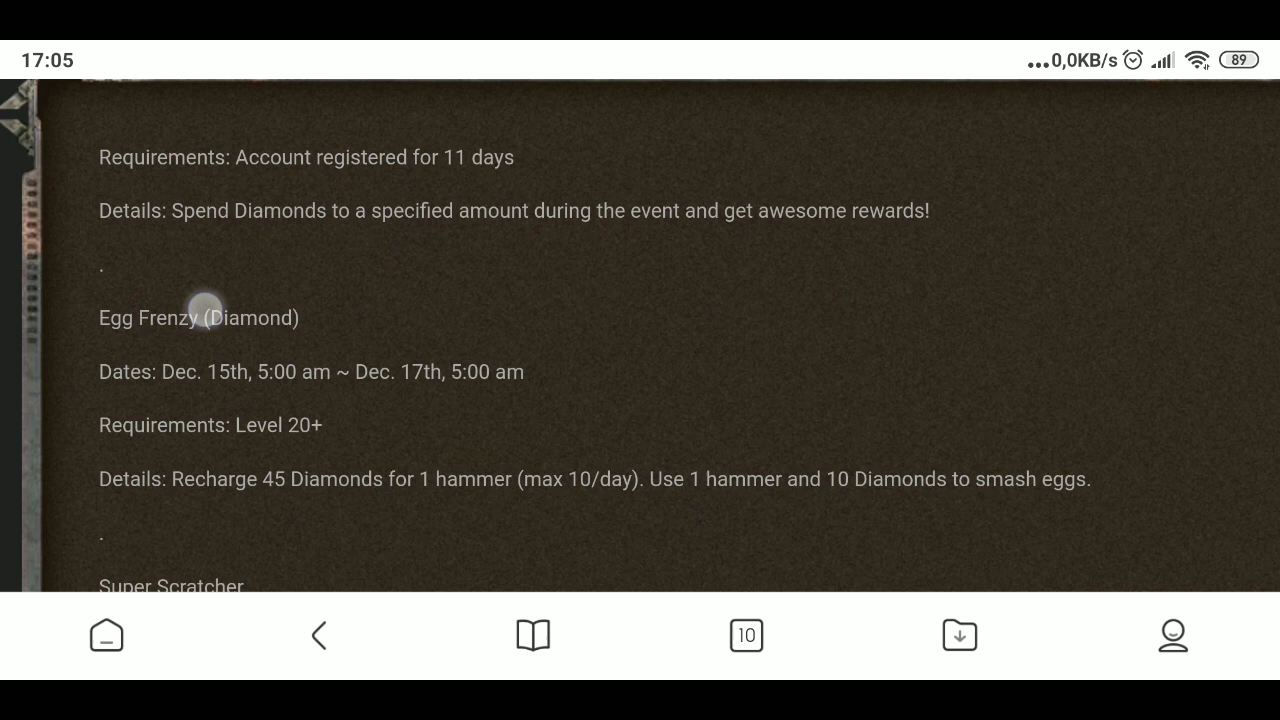 17:05
...0,0KB/s
89
Requirements: Account registered for 11 days
Details: Spend Diamonds to a specified amount during the event and get awesome rewards!
.
Egg Frenzy (Diamond)
Dates: Dec. 15th, 5:00 am ~ Dec. 17th, 5:00 am
Requirements: Level 20+
Details: Recharge 45 Diamonds for 1 hammer (max 10/day). Use 1 hammer and 10 Diamonds to smash eggs.
.
Super Scratcher
10